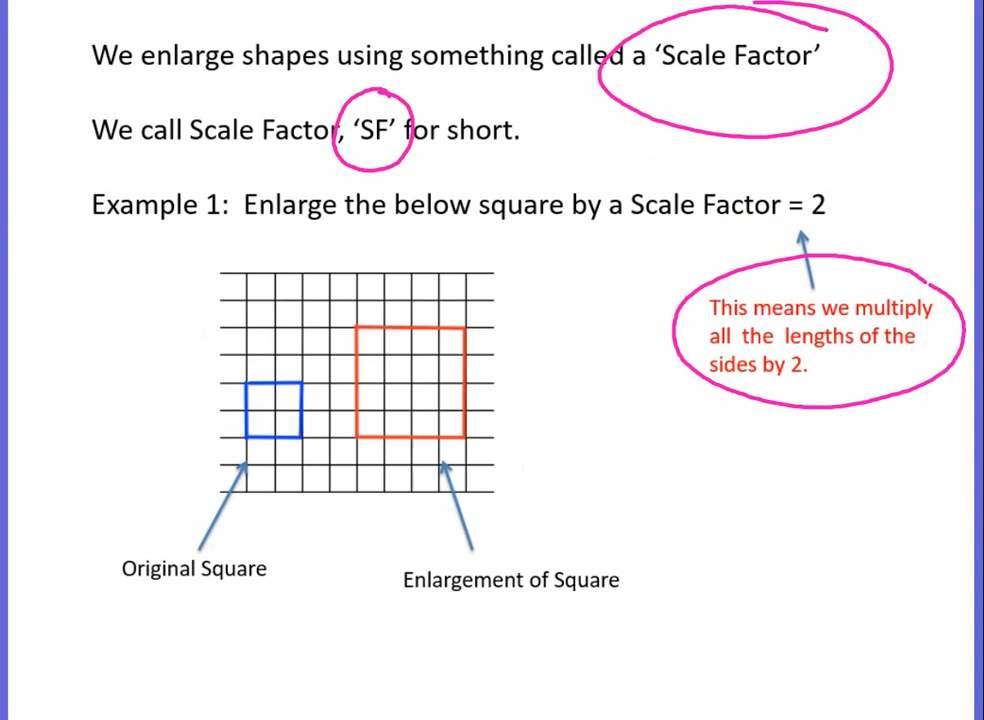 We enlarge shapes using something called a ‘Scale Factor’
We call Scale Factor, ‘SF’ for short.
Example 1:  Enlarge the below square by a Scale Factor = 2
This means we multiply
all the lengths of the
sides by 2.
Original Square
Enlargement of Square